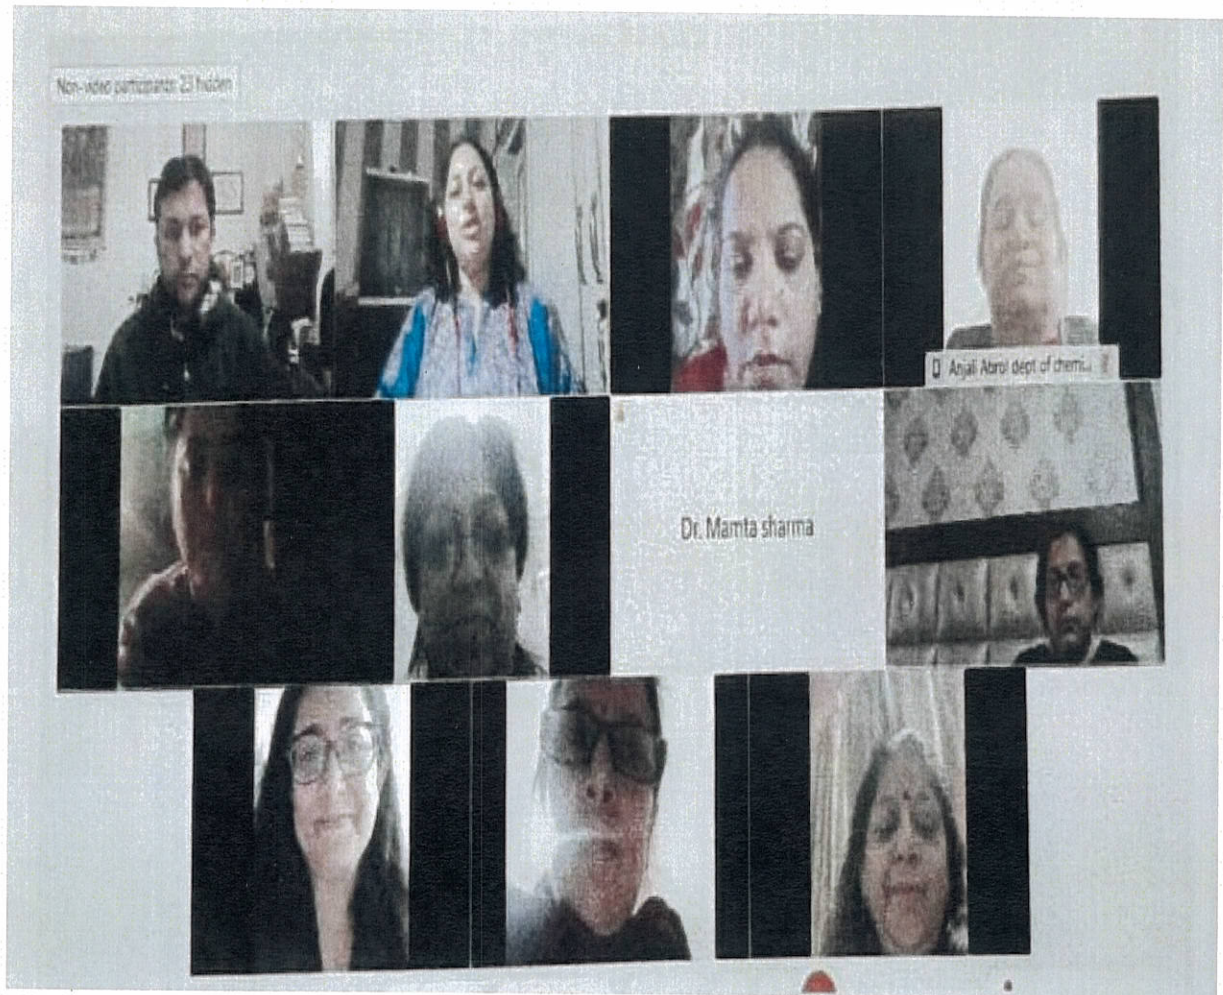 Non-video participants: 23 hidden
Anjali Abrol dept of chemi...
Dr. Mamta sharma